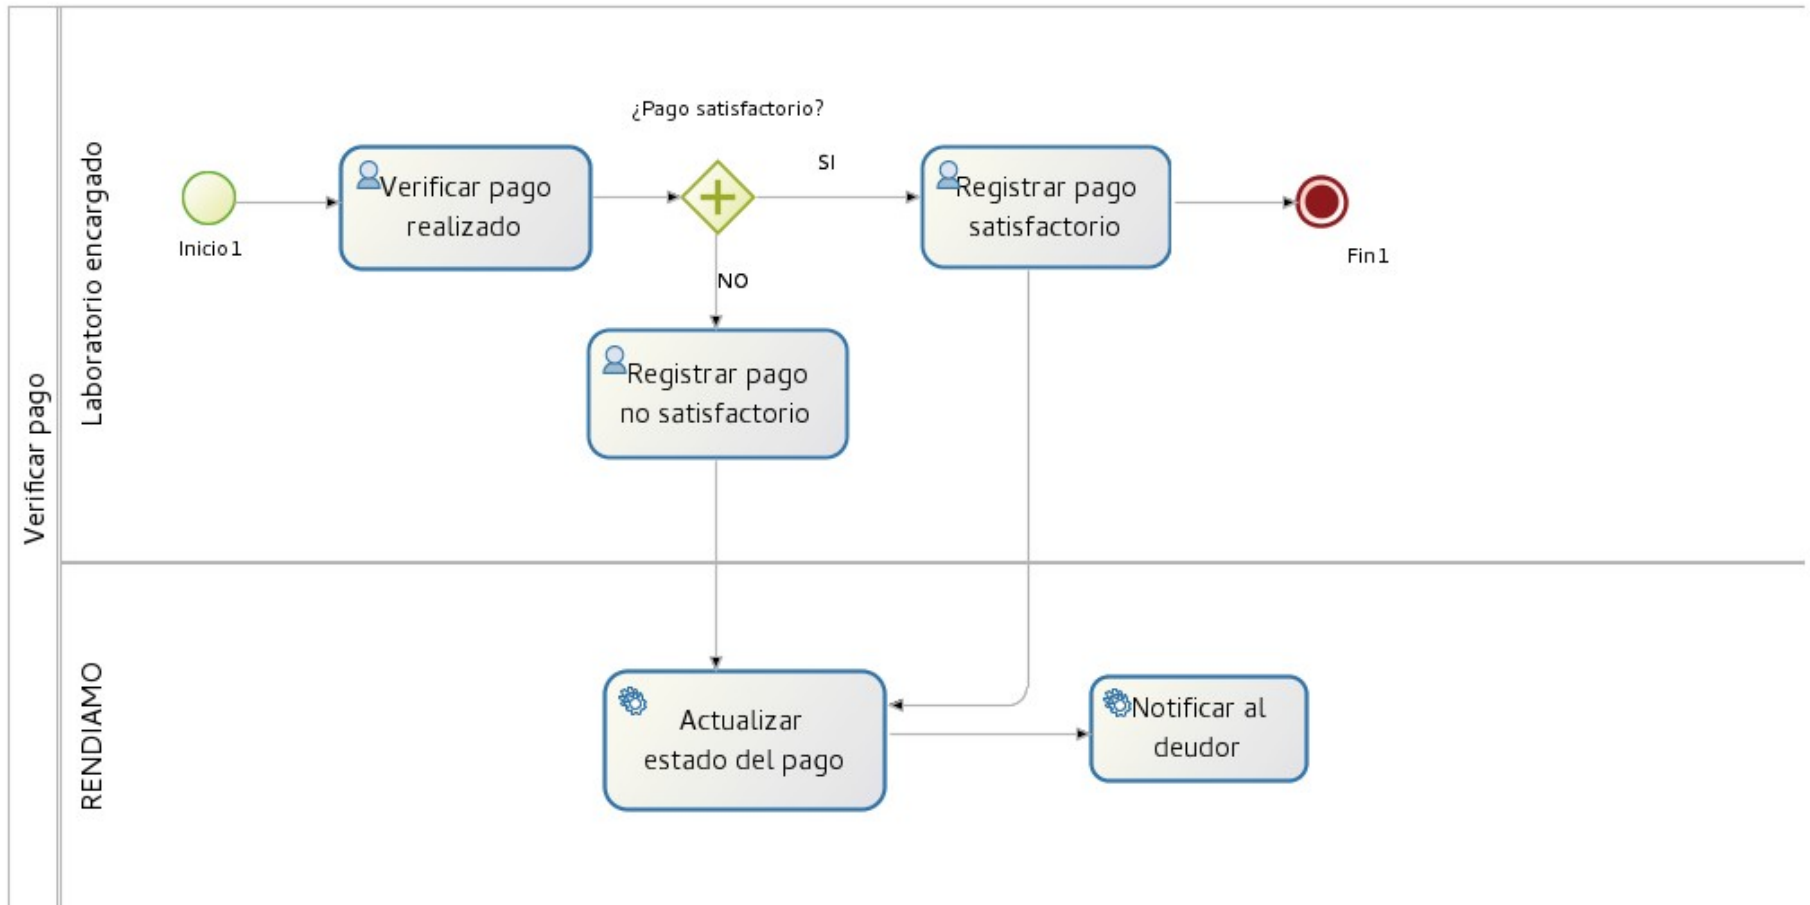 Verificar pago
Laboratorio encargado
Inicio1
Verificar pago
realizado
¿Pago satisfactorio?
SI
NO
Registrar pago
satisfactorio
Fin1
Registrar pago
no satisfactorio
RENDIAMO
Actualizar
estado del pago
Notificar al
deudor